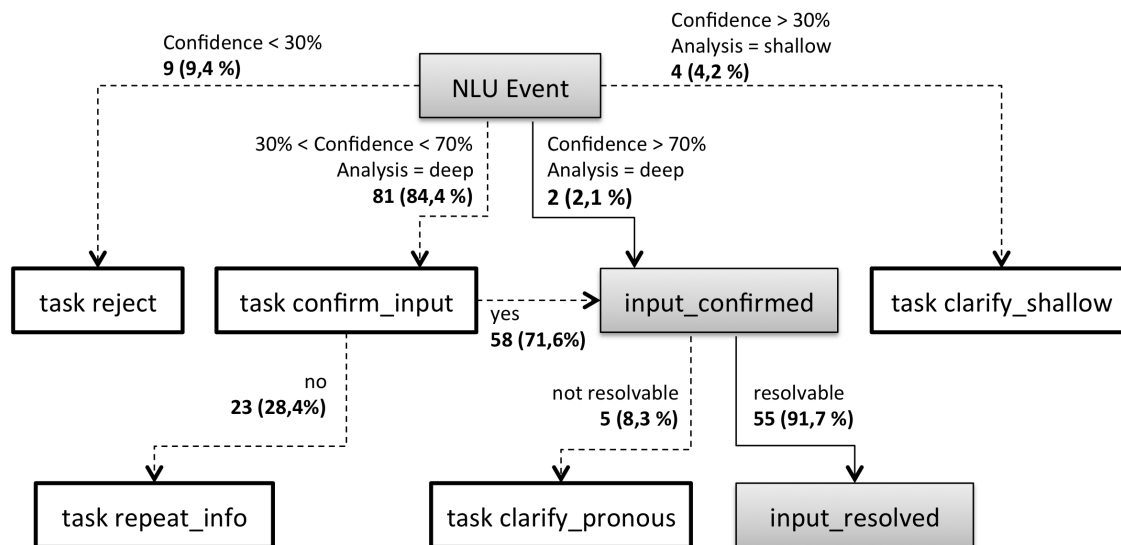 Confidence < 30%
9 (9,4 %)
Confidence > 30%
Analysis = shallow
4 (4,2 %)
NLU Event
30% < Confidence < 70%
Analysis = deep
81 (84,4 %)
Confidence > 70%
Analysis = deep
2 (2,1 %)
task reject
task confirm_input
input_confirmed
task clarify_shallow
yes
58 (71,6%)
no
23 (28,4%)
not resolvable
5 (8,3 %)
resolvable
55 (91,7 %)
task repeat_info
task clarify_pronous
input_resolved